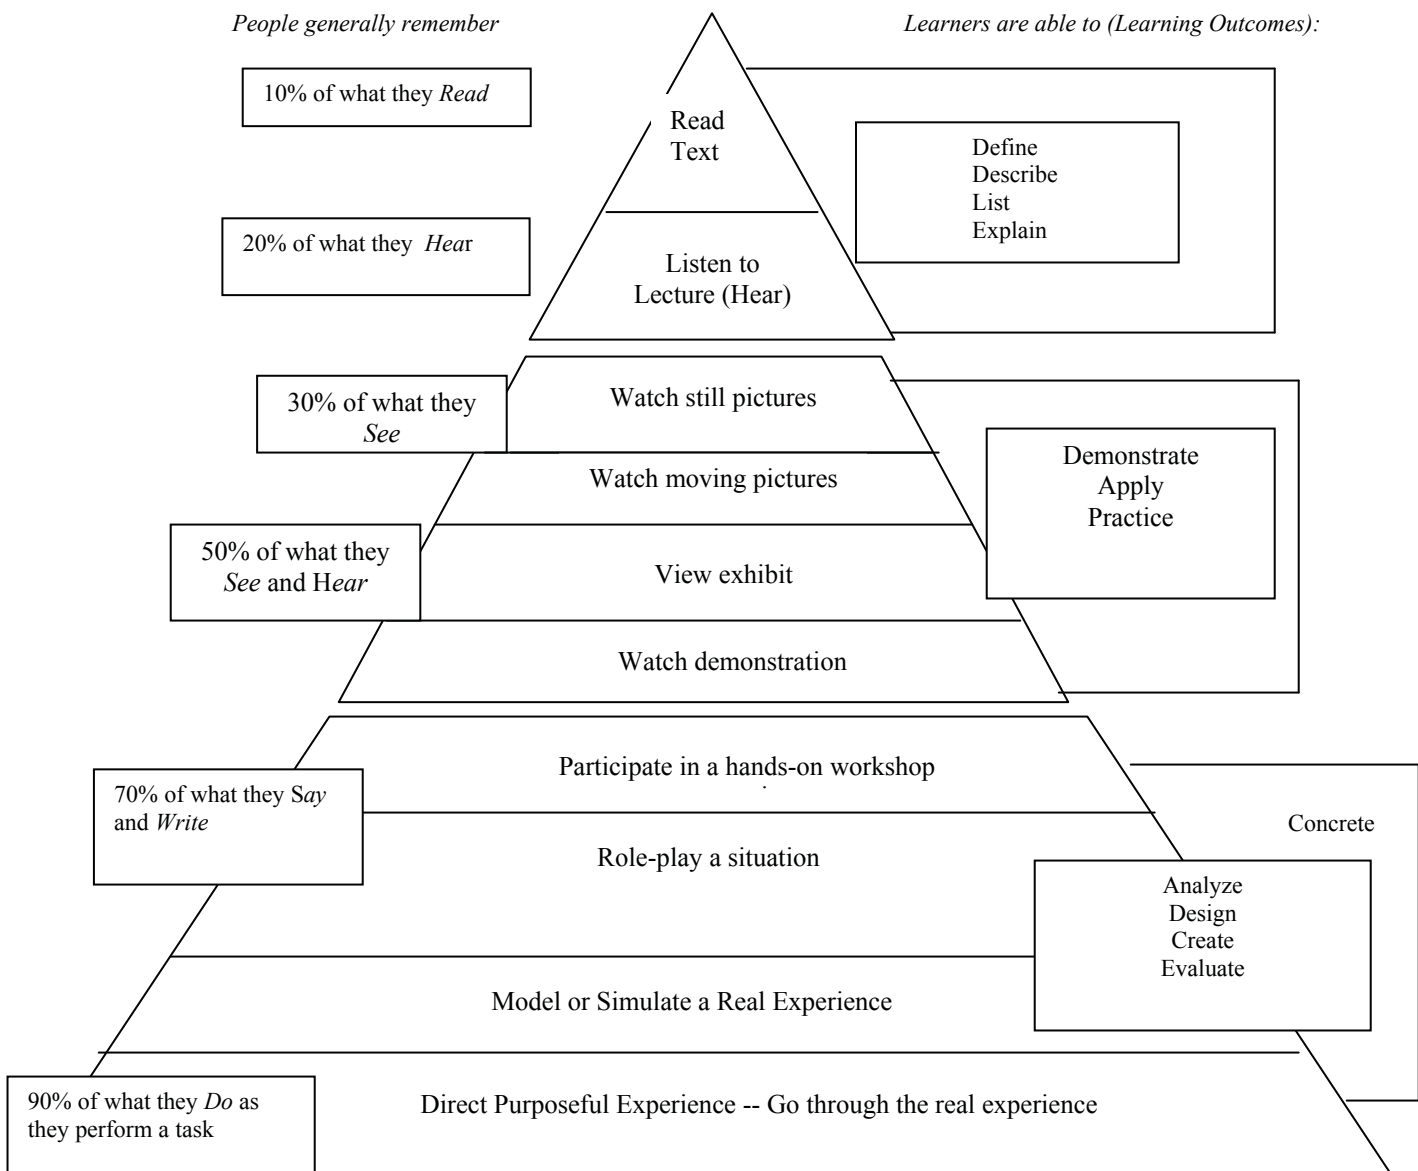 People generally remember
Learners are able to (Learning Outcomes):
10% of what they Read
Read
Text
Define
Describe
List
Explain
20% of what they Hear
Listen to
Lecture (Hear)
30% of what they
See
Watch still pictures
Watch moving pictures
Demonstrate
Apply
Practice
50% of what they
See and Hear
View exhibit
Watch demonstration
Participate in a hands-on workshop
70% of what they Say
and Write
Concrete
Role-play a situation
Analyze
Design
Create
Evaluate
Model or Simulate a Real Experience
90% of what they Do as
they perform a task
Direct Purposeful Experience -- Go through the real experience